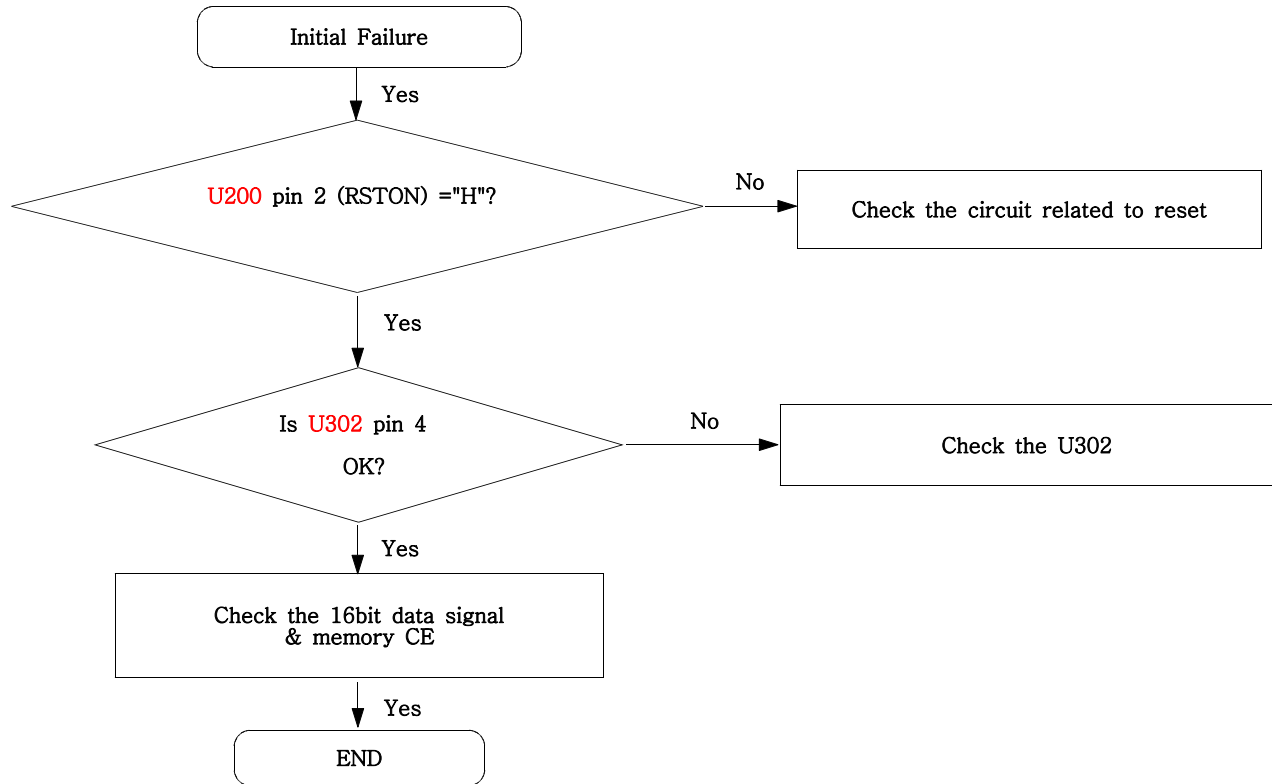 Initial Failure
Yes
U200 pin 2 (RSTON) ="H"?
No
Check the circuit related to reset
Yes
Is U302 pin 4
OK?
No
Check the U302
Yes
Check the 16bit data signal
& memory CE
Yes
END